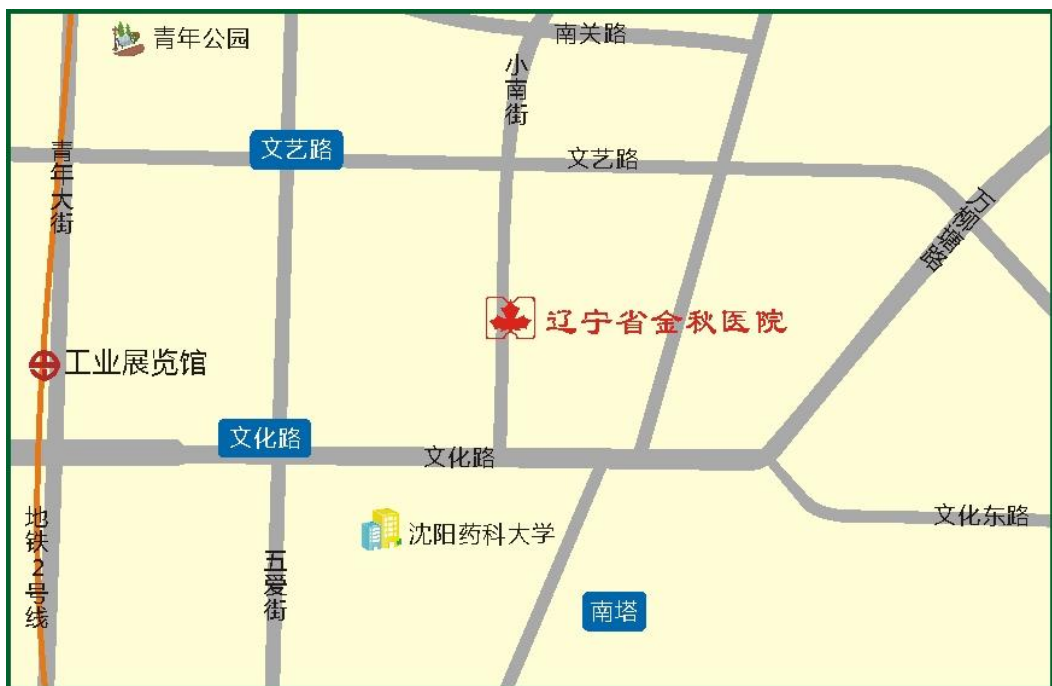 青年公园
南关路
小南街
文艺路
文艺路
青年大街
万柳塘路
辽宁省金秋医院
工业展览馆
文化路
文化路
地铁2号线
沈阳药科大学
文化东路
五爱街
南塔